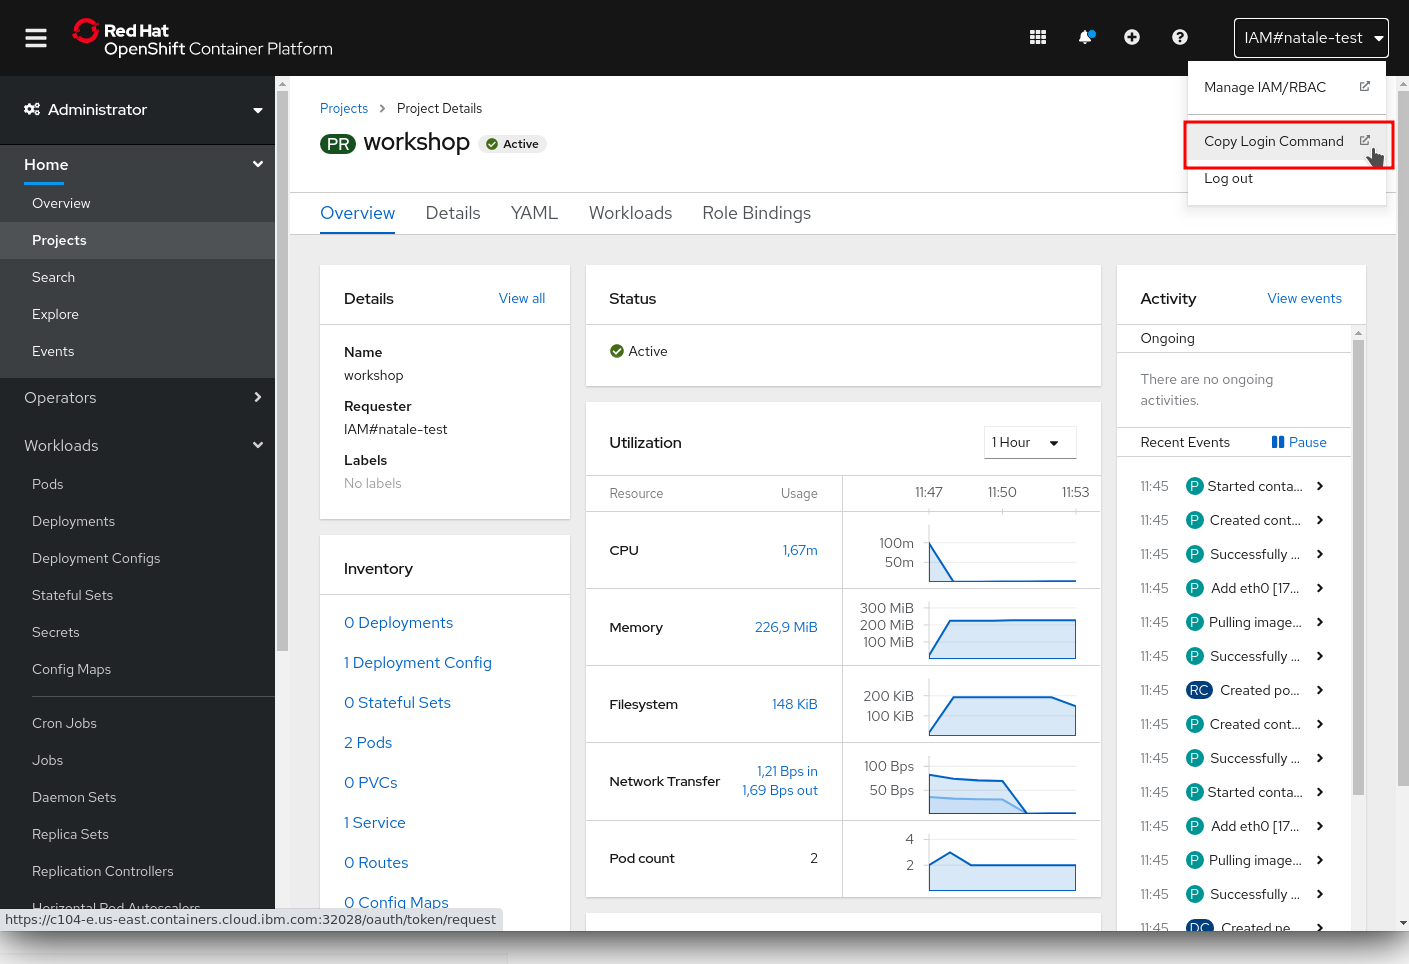 Red Hat
OpenShift Container Platform
IAM#natale-test
Manage IAM/RBAC
Copy Login Command
Log out
Administrator
Home
Overview
Projects
Search
Explore
Events
Operators
Workloads
Pods
Deployments
Deployment Configs
Stateful Sets
Secrets
Config Maps
Cron Jobs
Jobs
Daemon Sets
Replica Sets
Replication Controllers
Horizontal Pod Autoscalers
https://c104-e.us-east.containers.cloud.ibm.com:32028/oauth/token/request
Projects > Project Details
PR workshop Active
Overview Details YAML Workloads Role Bindings
Details View all
Name
workshop
Requester
IAM#natale-test
Labels
No labels
Inventory
0 Deployments
1 Deployment Config
0 Stateful Sets
2 Pods
0 PVCs
1 Service
0 Routes
0 Config Maps
Status
Active
Utilization 1 Hour
Resource Usage 11:47 11:50 11:53
CPU 1,67m 100m
50m
Memory 226,9 MiB 300 MiB
200 MiB
100 MiB
Filesystem 148 KiB 200 KiB
100 KiB
Network Transfer 1,21 Bps in 100 Bps
1,69 Bps out 50 Bps
Pod count 2 4
2
Activity View events
Ongoing
There are no ongoing
activities.
Recent Events Pause
11:45 P Started conta...
11:45 P Created cont...
11:45 P Successfully ...
11:45 P Add eth0 [17...
11:45 P Pulling image...
11:45 P Successfully ...
11:45 RC Created po...
11:45 P Created cont...
11:45 P Successfully ...
11:45 P Started conta...
11:45 P Add eth0 [17...
11:45 P Pulling image...
11:45 P Successfully ...
11:45 DC Created ne...